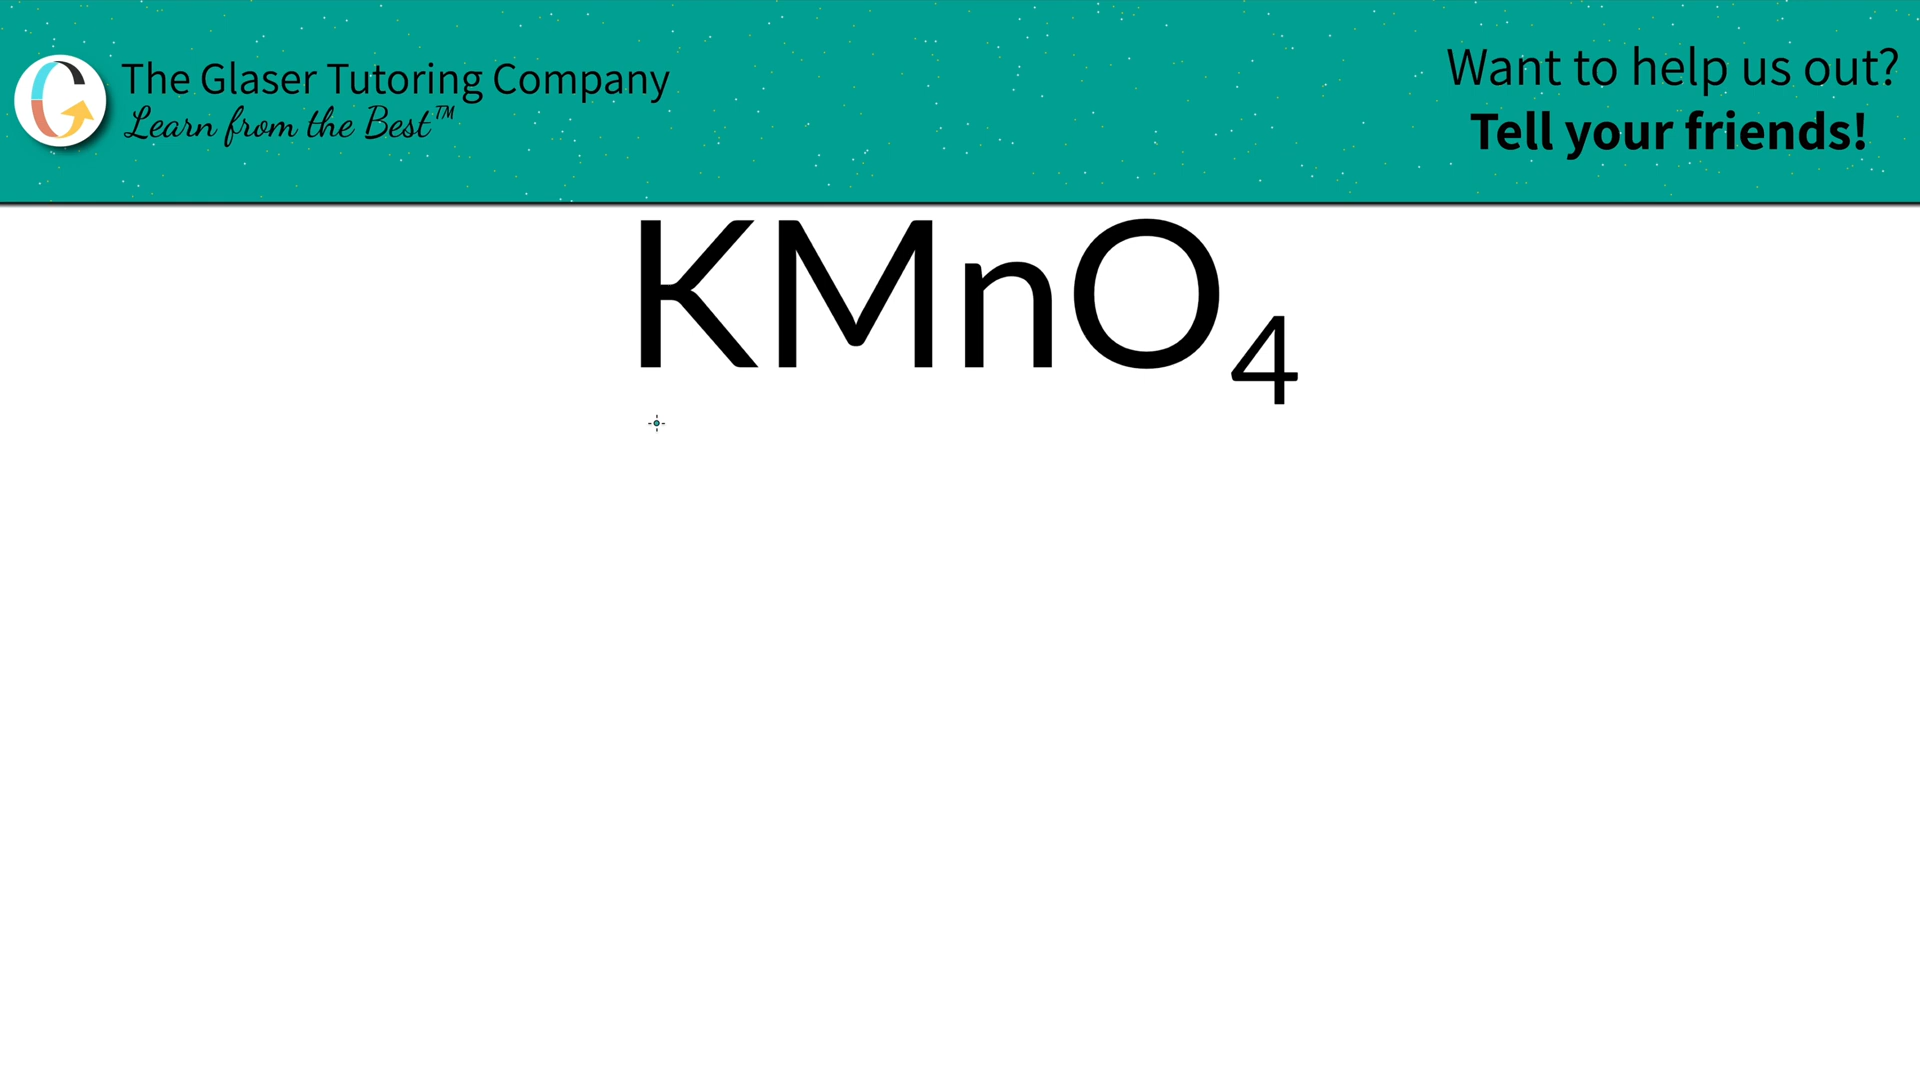 The Glaser Tutoring Company
Learn from the Best™
Want to help us out?
Tell your friends!
KMnO₄